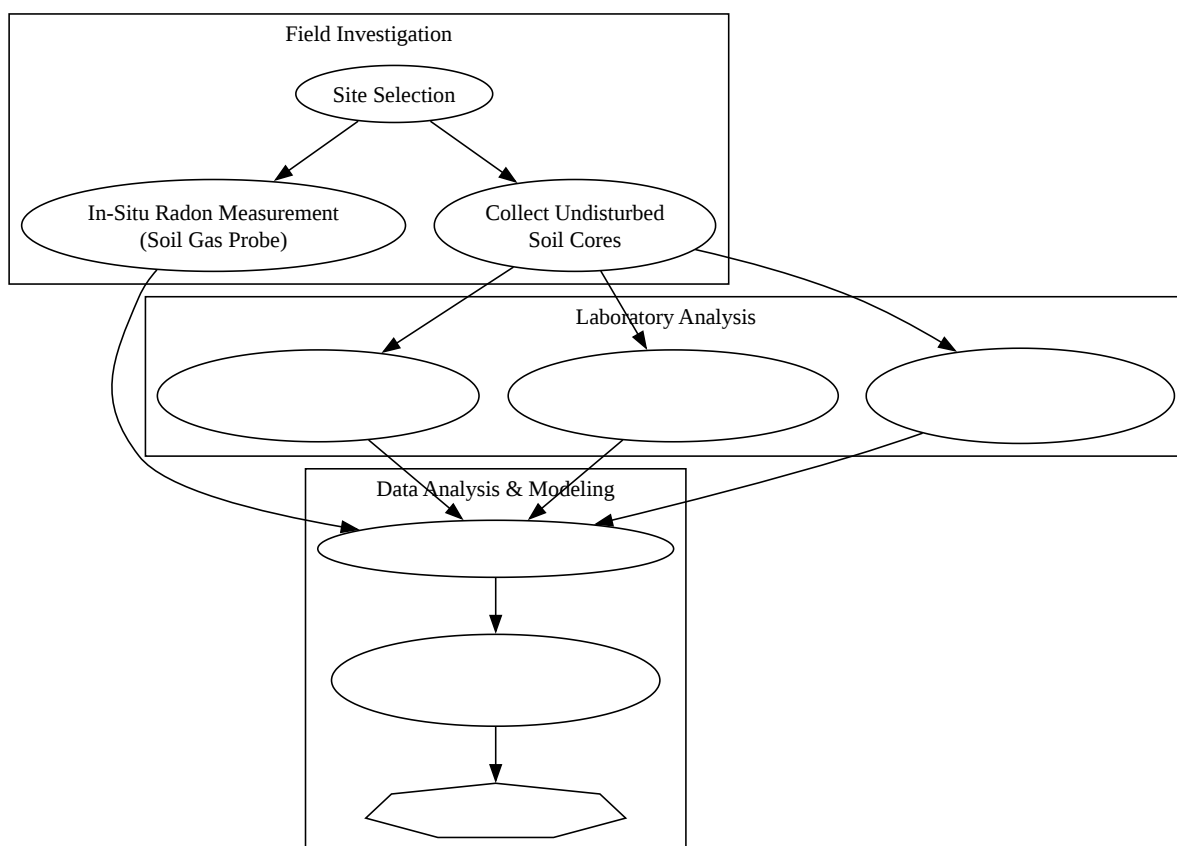 Field Investigation
Site Selection
In-Situ Radon Measurement
(Soil Gas Probe)
Collect Undisturbed
Soil Cores
Laboratory Analysis
Data Analysis & Modeling